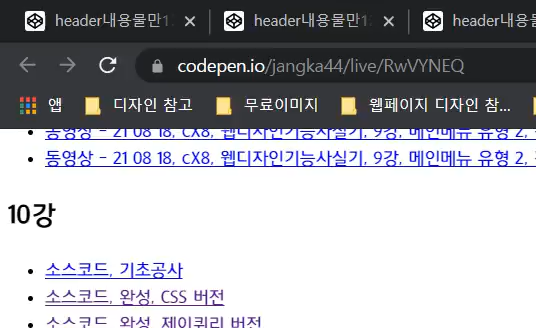 header내용물만1
header내용물만12
header내용물
codepen.io/jangka44/live/RwVYNEQ
앱 디자인 참고 무료이미지 웹페이지 디자인 참...
동영상 - 21 08 18, cX8, 웹디자인기능사실기, 9강, 메인메뉴 유형 2,
동영상 - 21 08 18, cX8, 웹디자인기능사실기, 9강, 메인메뉴 유형 2,
10강
소스코드, 기초공사
소스코드, 완성, CSS 버전
소스코드, 완성, 제이쿼리 버전